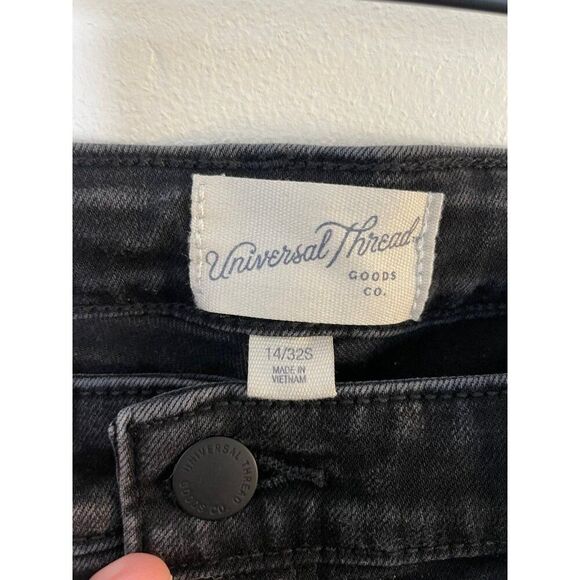 Universal Thread
GOODS
CO.
14/32S
MADE IN
VIETNAM
UNIVERSAL THREAD
GOODS CO.